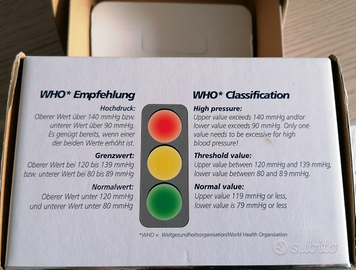 WHO* Empfehlung
Hochdruck:
Oberer Wert über 140 mmHg bzw.
unterer Wert über 90 mmHg.
Es genügt bereits, wenn einer
der beiden Werte erhöht ist!
Grenzwert:
Oberer Wert bei 120 bis 139 mmHg
bzw. unterer Wert bei 80 bis 89 mmHg
Normalwert:
Oberer Wert unter 120 mmHg
und unterer Wert unter 80 mmHg
WHO* Classification
High pressure:
Upper value exceeds 140 mmHg and/or
lower value exceeds 90 mmHg. Only one
value needs to be excessive for high
blood pressure!
Threshold value:
Upper value between 120 mmHg and 139 mmHg,
lower value between 80 and 89 mmHg.
Normal value:
Upper value 119 mmHg or less,
lower value is 79 mmHg or less
*WHO = Weltgesundheitsorganisation/World Health Organisation
subito